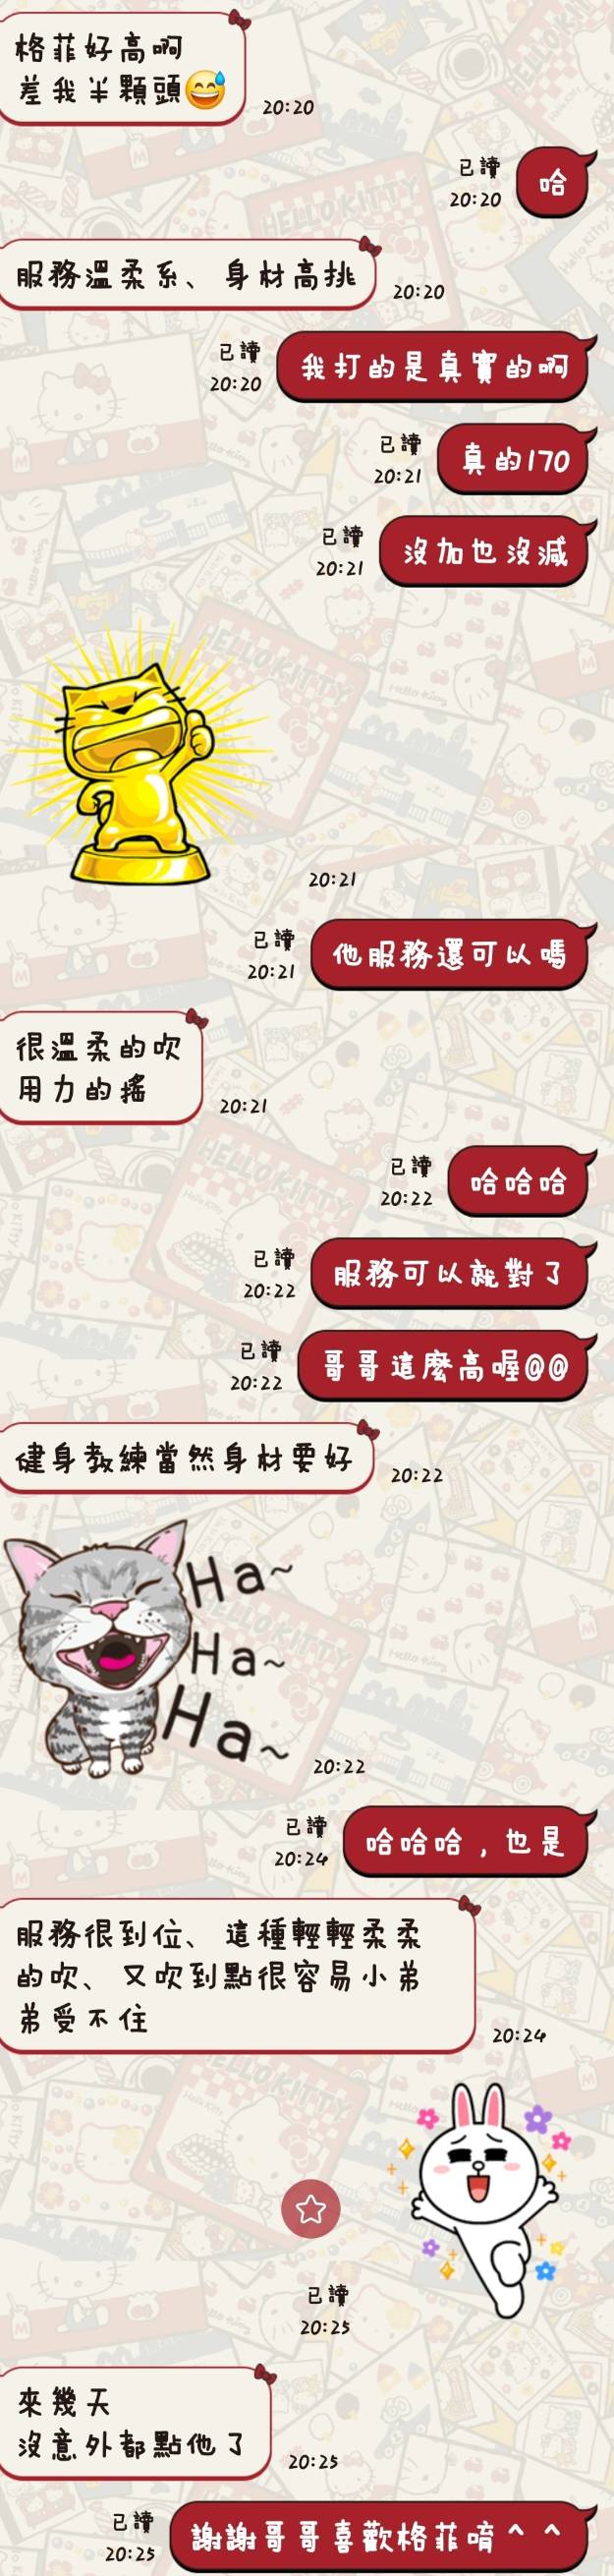 格菲好高啊
差我半顆頭😅
20:20
已讀
20:20
哈
服務溫柔系、身材高挑
20:20
已讀
20:20
我打的是真實的啊
已讀
20:21
真的170
已讀
20:21
沒加也沒減
20:21
已讀
20:21
他服務還可以嗎
很溫柔的吹
用力的搖
20:21
已讀
20:22
哈哈哈
已讀
20:22
服務可以就對了
已讀
20:22
哥哥這麼高喔@@
健身教練當然身材要好
20:22
Ha~
Ha~
Ha~
20:22
已讀
20:24
哈哈哈，也是
服務很到位、這種輕輕柔柔
的吹、又吹到點很容易小弟
弟受不住
20:24
已讀
20:25
來幾天
沒意外都點他了
20:25
已讀
20:25
謝謝哥哥喜歡格菲唷^^